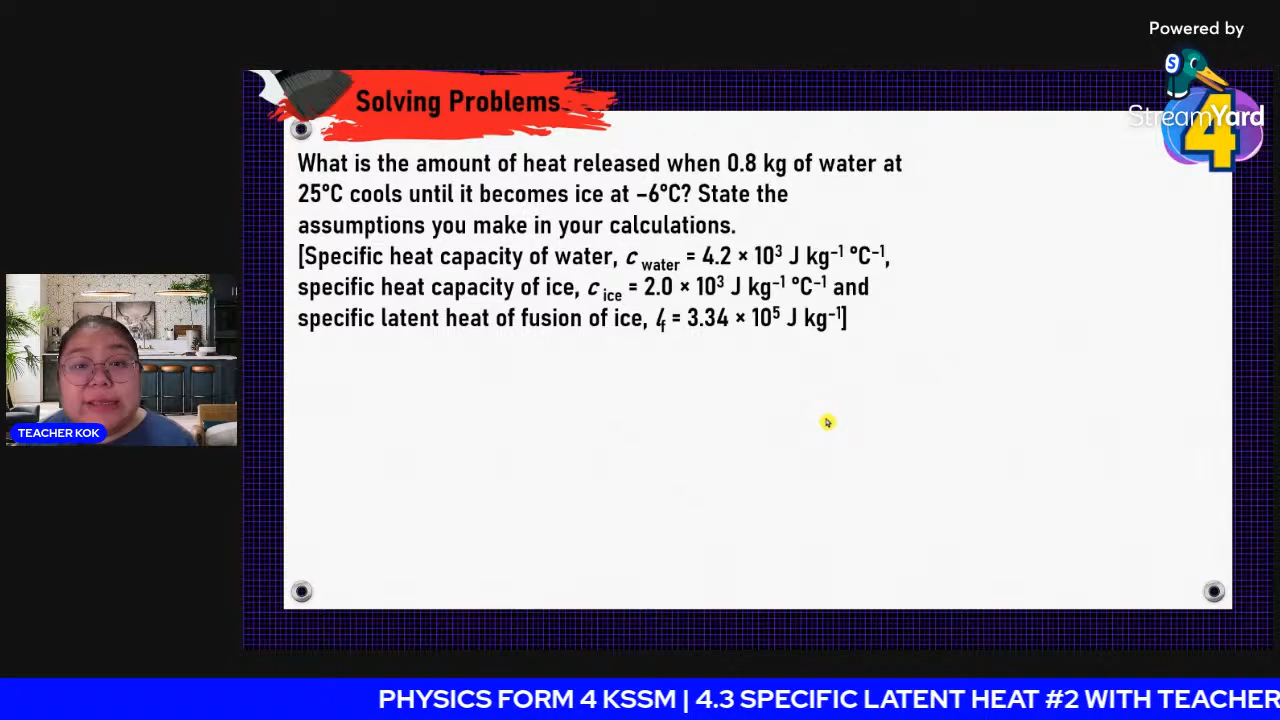 Powered by
S
StreamYard
4
Solving Problems
What is the amount of heat released when 0.8 kg of water at
25°C cools until it becomes ice at −6°C? State the
assumptions you make in your calculations.
[Specific heat capacity of water, c water = 4.2 × 10³ J kg⁻¹ °C⁻¹,
specific heat capacity of ice, c ice = 2.0 × 10³ J kg⁻¹ °C⁻¹ and
specific latent heat of fusion of ice, lf = 3.34 × 10⁵ J kg⁻¹]
TEACHER KOK
PHYSICS FORM 4 KSSM | 4.3 SPECIFIC LATENT HEAT #2 WITH TEACHER